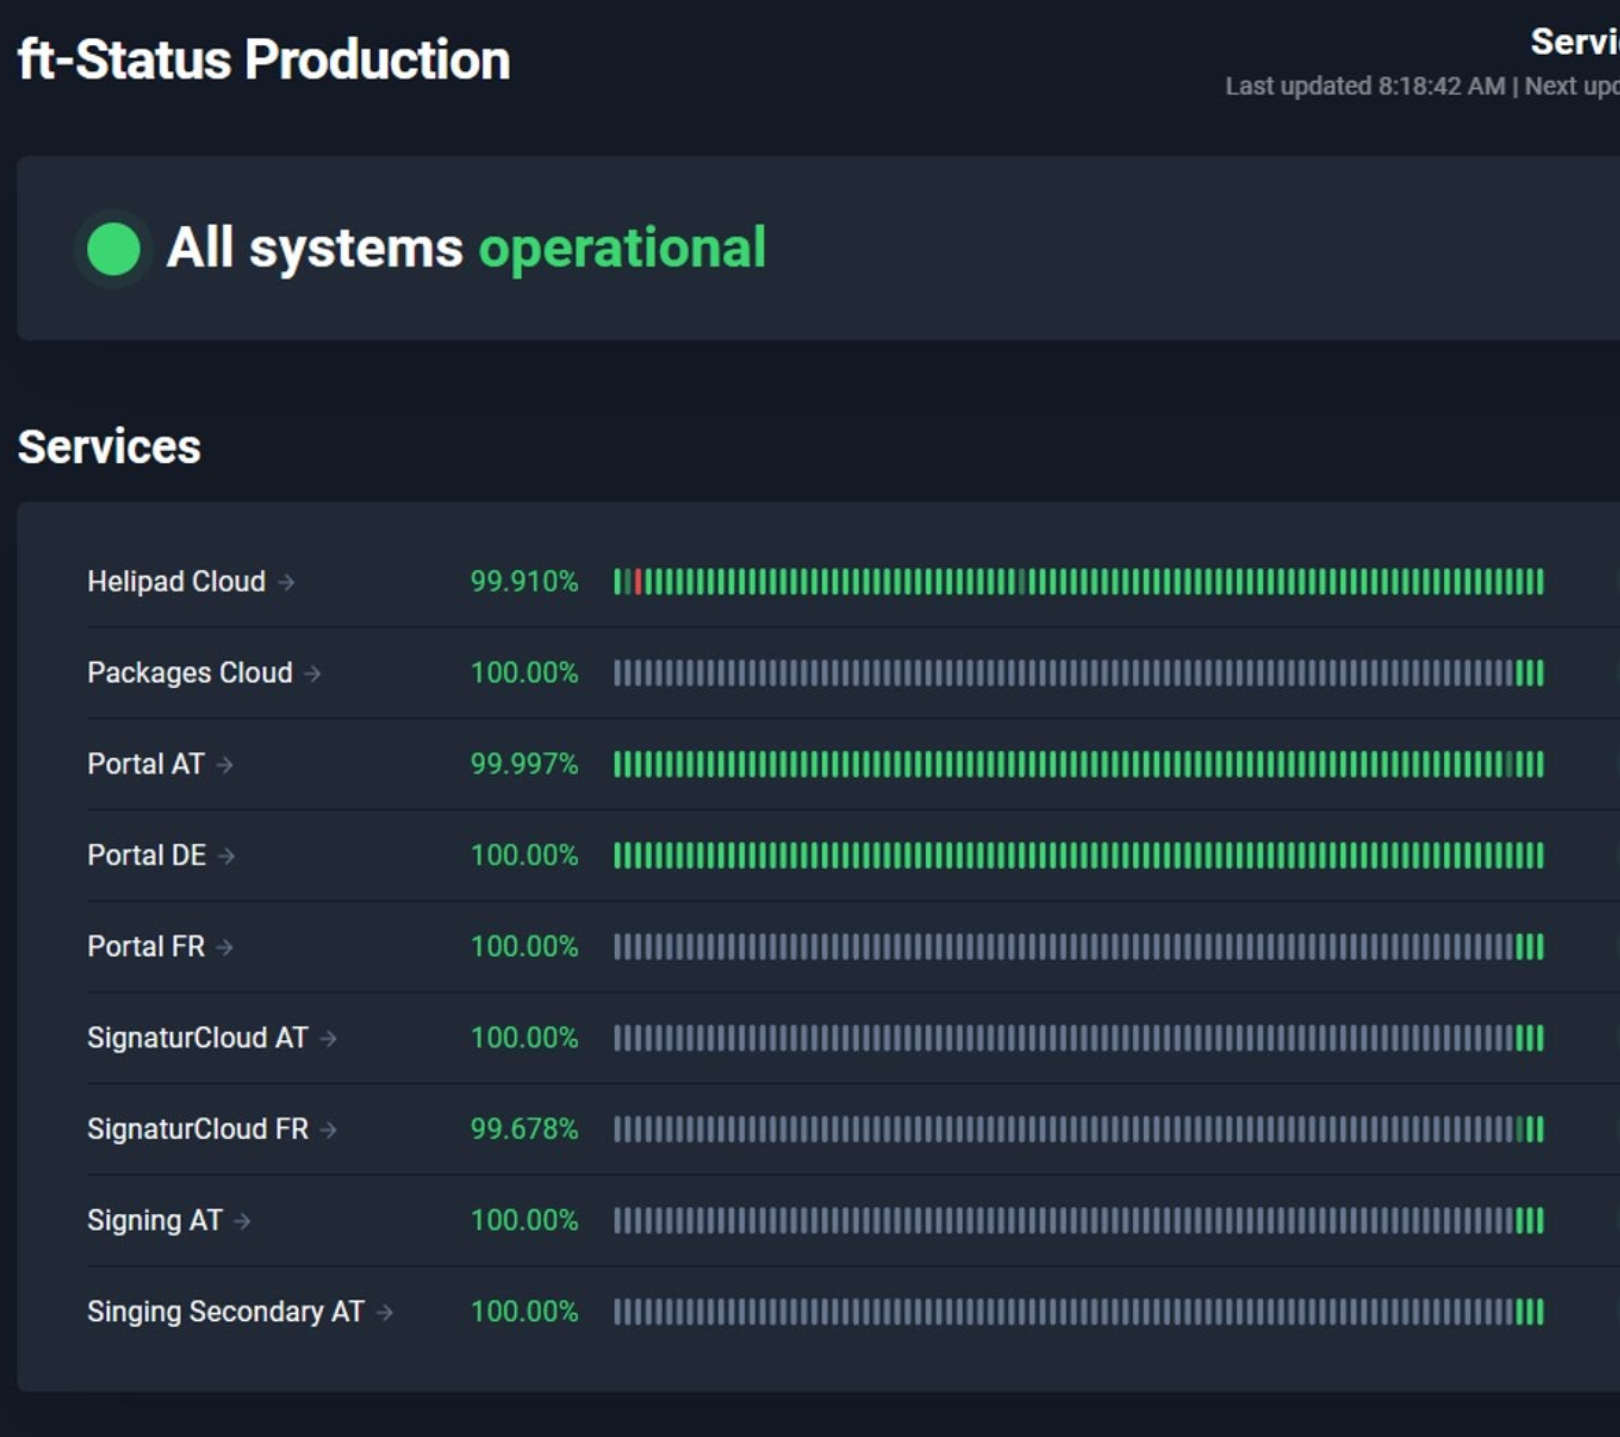 ft-Status Production
Last updated 8:18:42 AM | Next
All systems operational
Services
Helipad Cloud → 99.910%
Packages Cloud → 100.00%
Portal AT → 99.997%
Portal DE → 100.00%
Portal FR → 100.00%
SignaturCloud AT → 100.00%
SignaturCloud FR → 99.678%
Signing AT → 100.00%
Singing Secondary AT → 100.00%